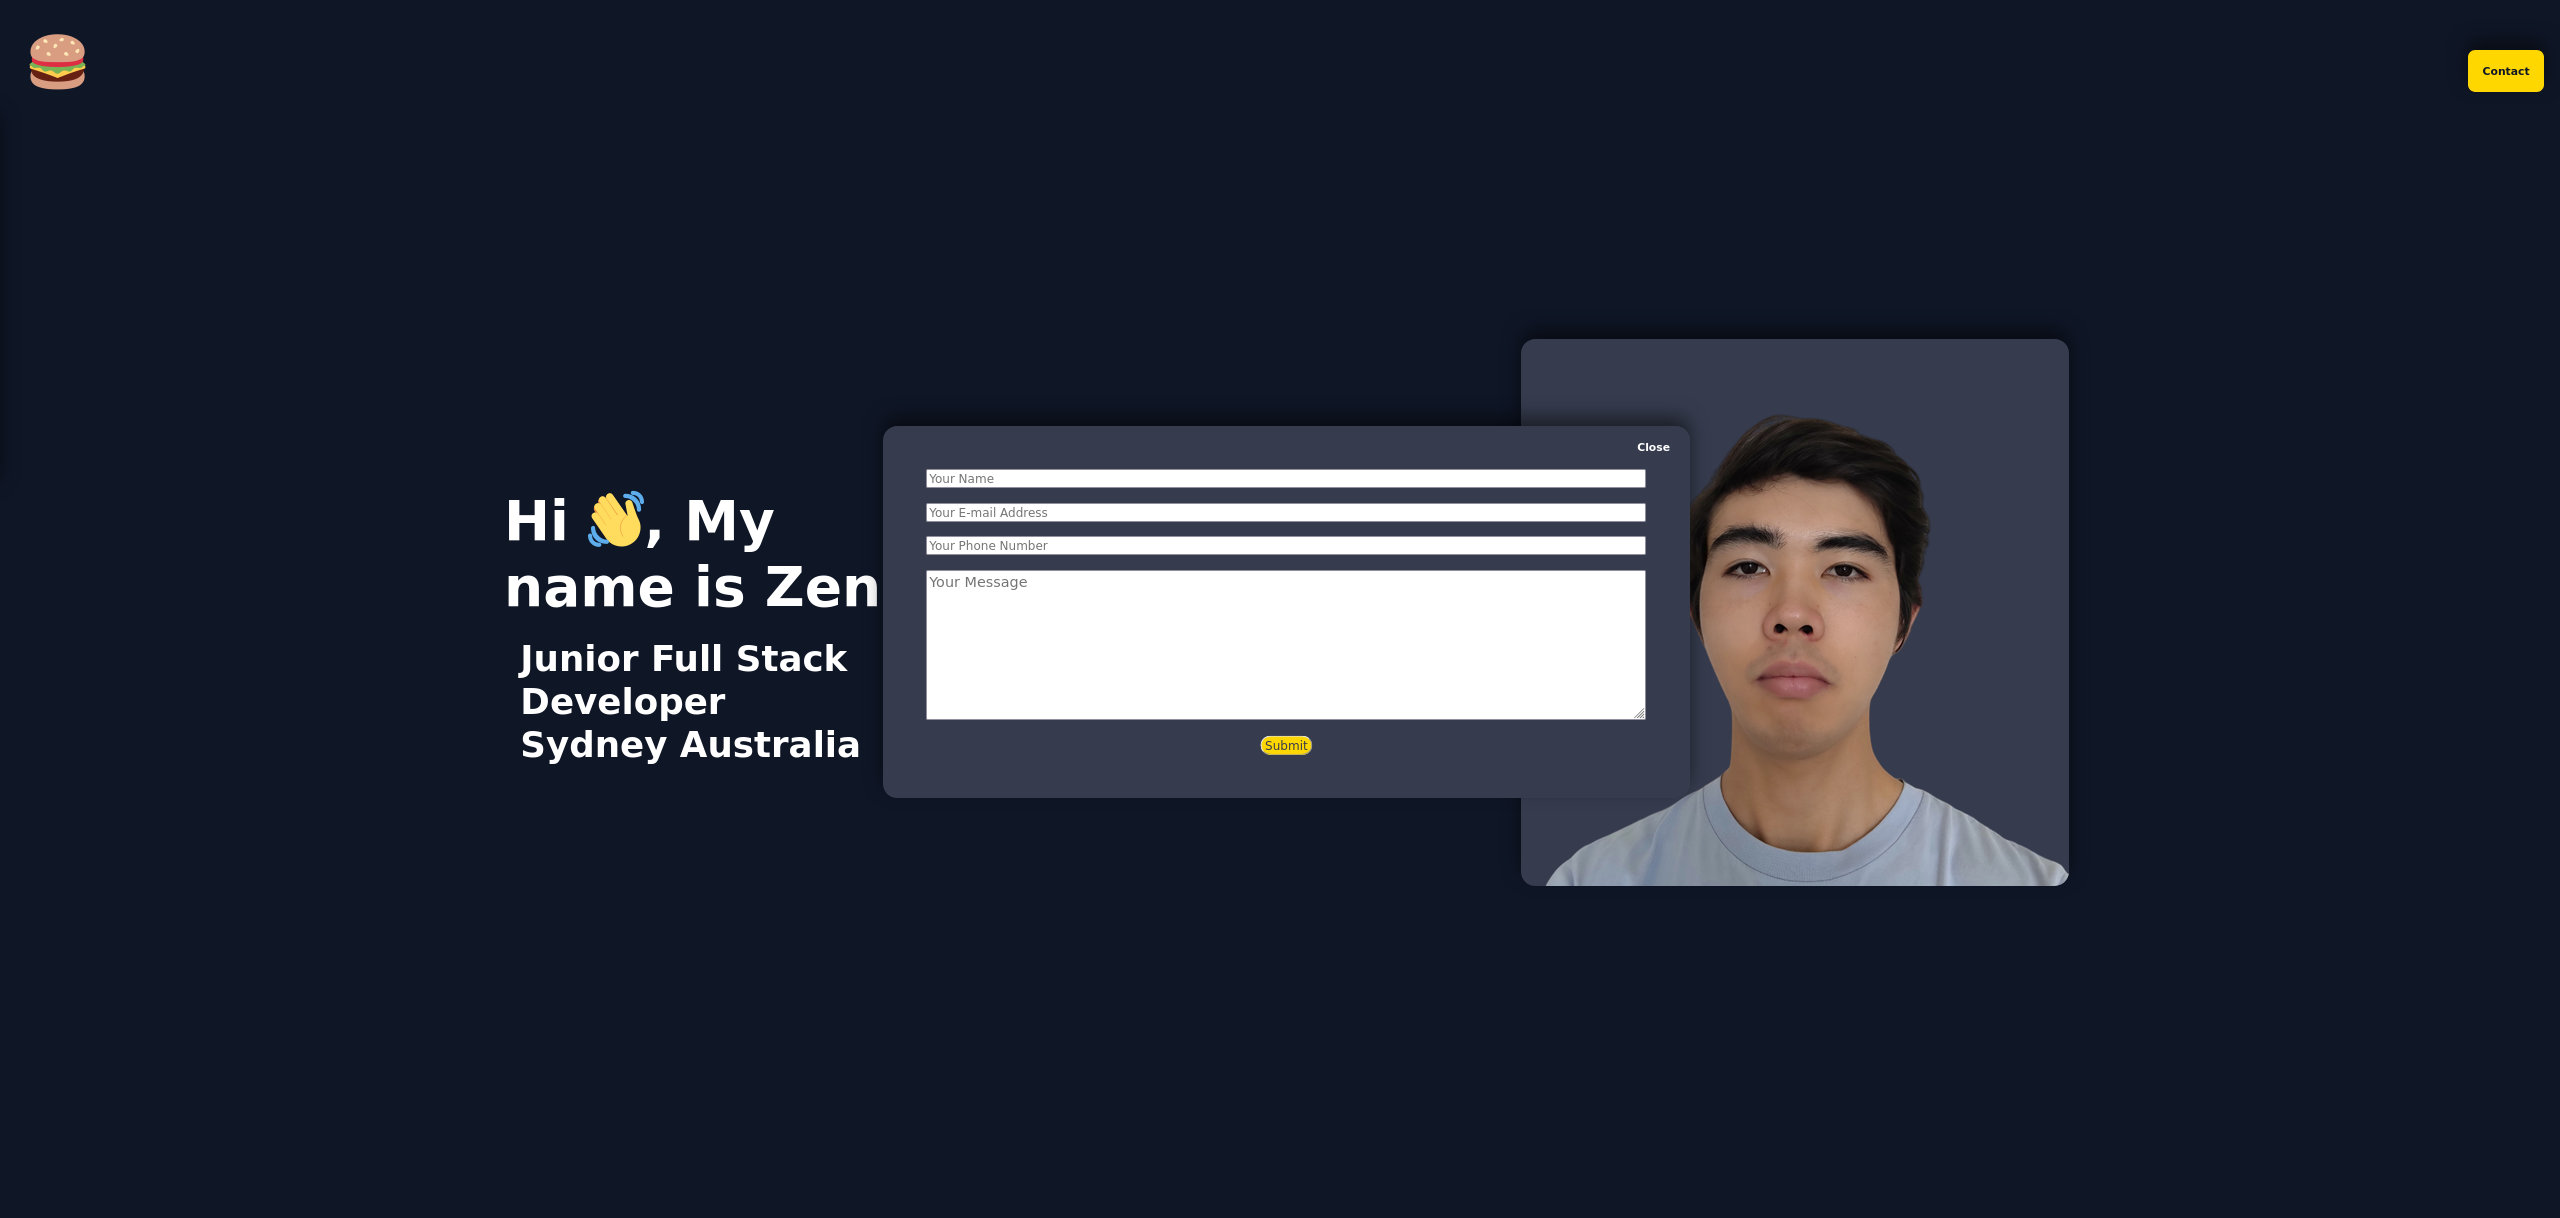 Contact
Close
Your Name
Your E-mail Address
Your Phone Number
Your Message
Submit
Hi 👋, My
name is Zen
Junior Full Stack
Developer
Sydney Australia